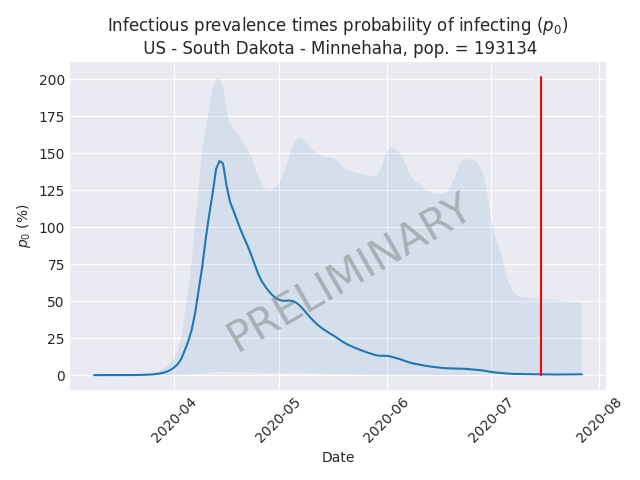 Infectious prevalence times probability of infecting (p₀)
US - South Dakota - Minnehaha, pop. = 193134
200
175
150
125
100
75
50
25
0
p₀ (%)
PRELIMINARY
2020-04
2020-05
2020-06
2020-07
2020-08
Date